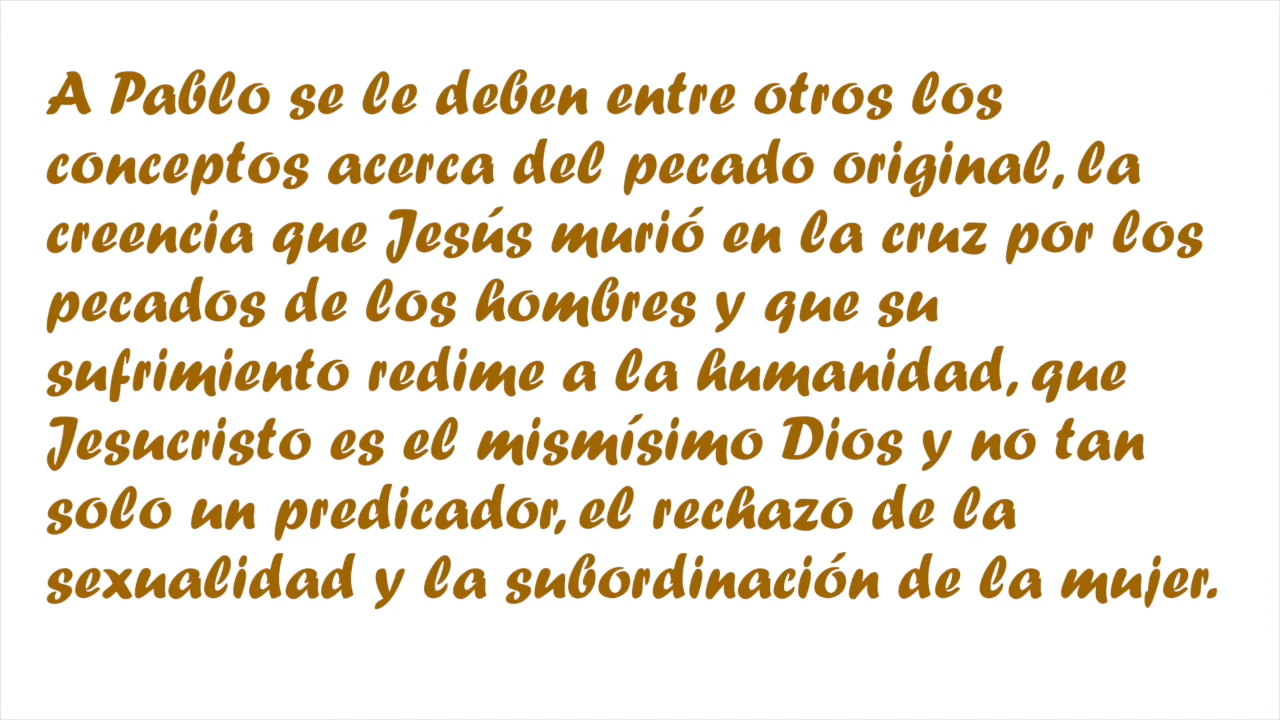 A Pablo se le deben entre otros los
conceptos acerca del pecado original, la
creencia que Jesús murió en la cruz por los
pecados de los hombres y que su
sufrimiento redime a la humanidad, que
Jesucristo es el mismísimo Dios y no tan
solo un predicador, el rechazo de la
sexualidad y la subordinación de la mujer.